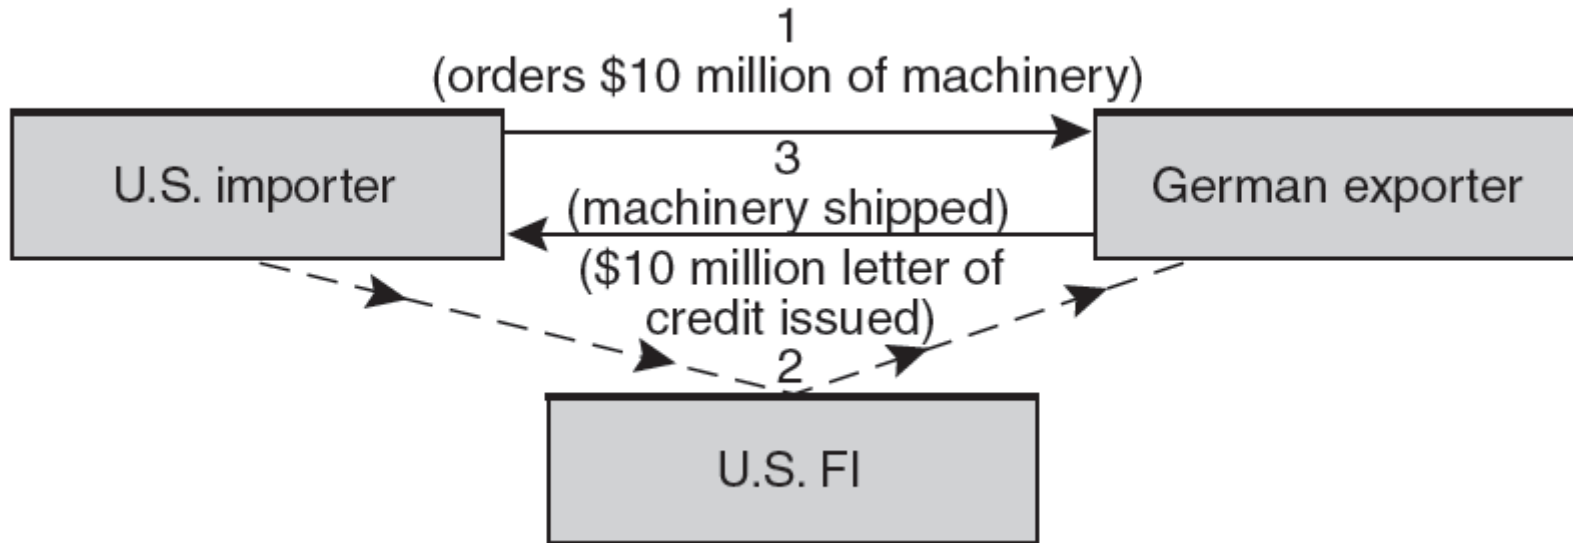 1
(orders $10 million of machinery)
U.S. importer
3
(machinery shipped)
German exporter
($10 million letter of
credit issued)
2
U.S. FI